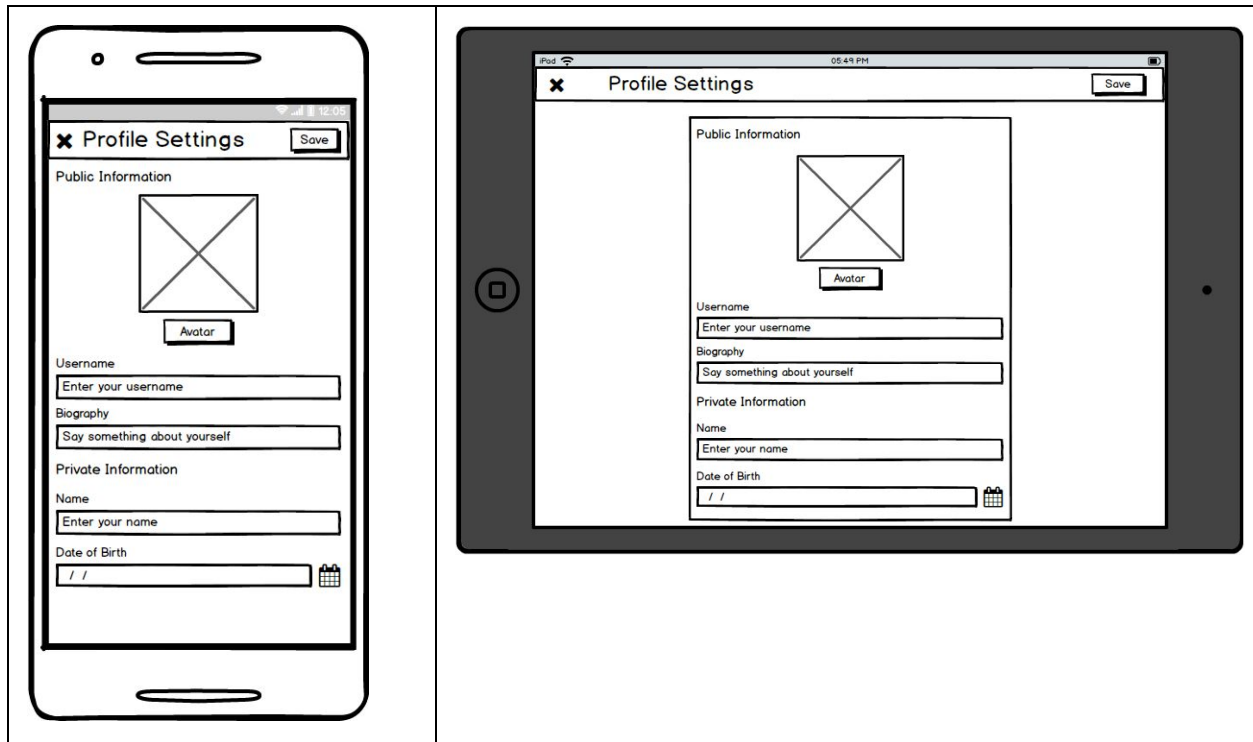 12:05
Profile Settings
Save
Public Information
Avatar
Username
Enter your username
Biography
Say something about yourself
Private Information
Name
Enter your name
Date of Birth
/ /
iPod
05:49 PM
Profile Settings
Save
Public Information
Avatar
Username
Enter your username
Biography
Say something about yourself
Private Information
Name
Enter your name
Date of Birth
/ /